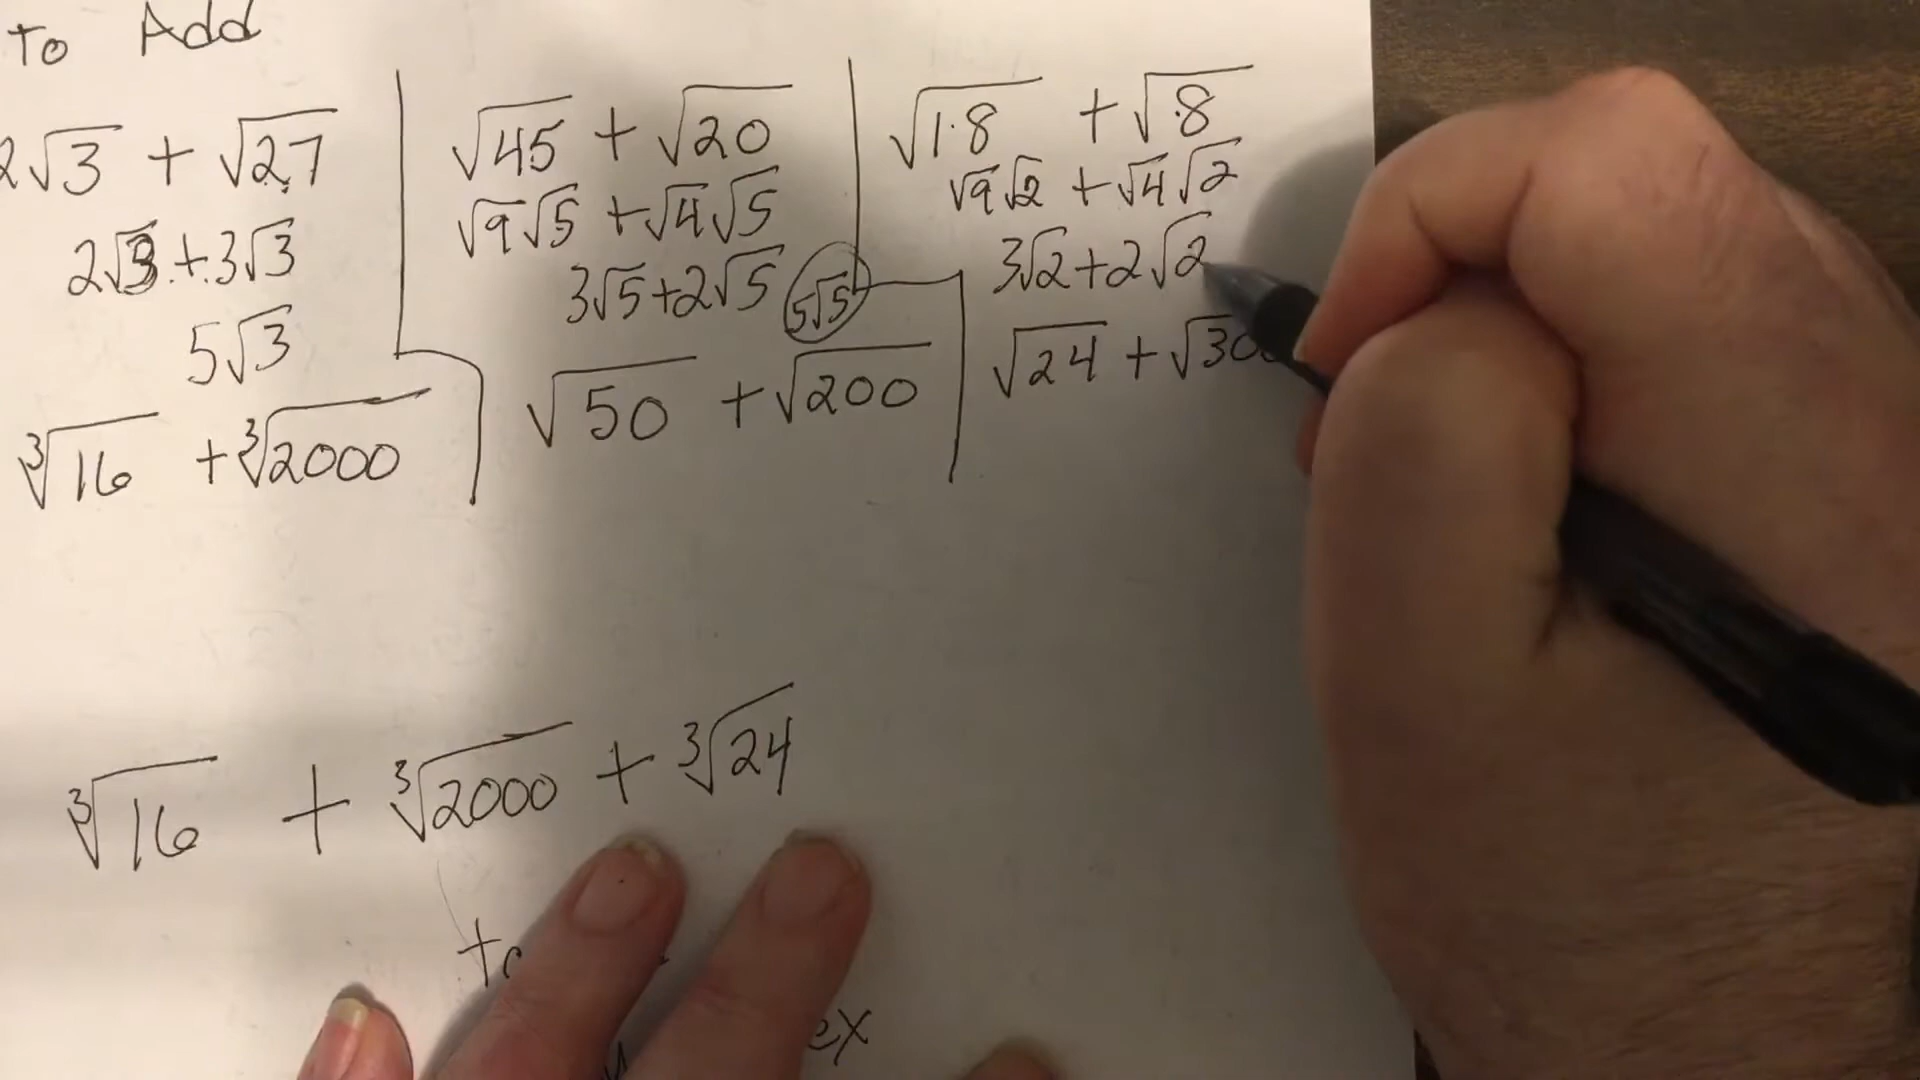 To Add
2√3 + √27
2√3 + 3√3
5√3
√45 + √20
√9√5 + √4√5
3√5+2√5 5√5
√1·8 + √·8
√9√2 + √4√2
3√2+2√2
∛16 + ∛2000
√50 + √200
√24 + √30
∛16 + ∛2000 + ∛24